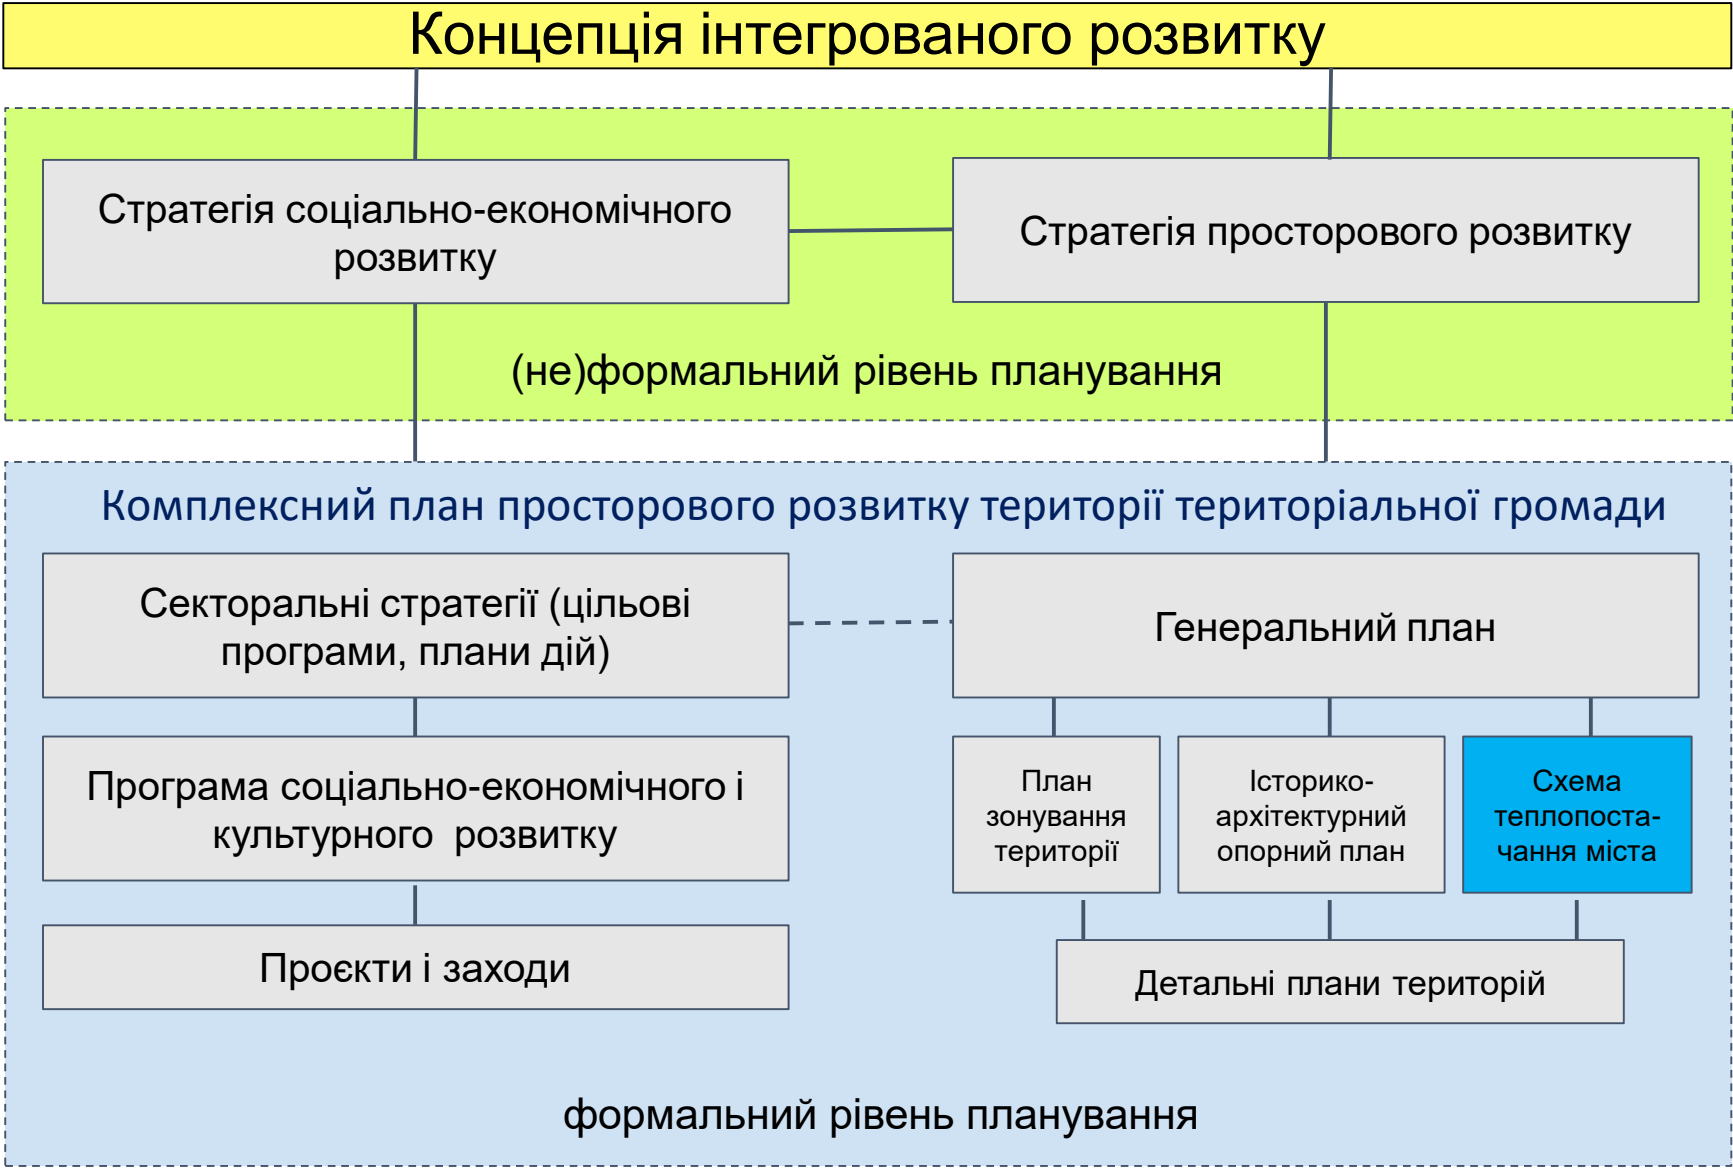 Концепція інтегрованого розвитку
Стратегія соціально-економічного
розвитку
Стратегія просторового розвитку
(не)формальний рівень планування
Комплексний план просторового розвитку території територіальної громади
Секторальні стратегії (цільові
програми, плани дій)
Генеральний план
Програма соціально-економічного і
культурного розвитку
План
зонування
території
Історико-
архітектурний
опорний план
Схема
теплопоста-
чання міста
Проєкти і заходи
Детальні плани територій
формальний рівень планування